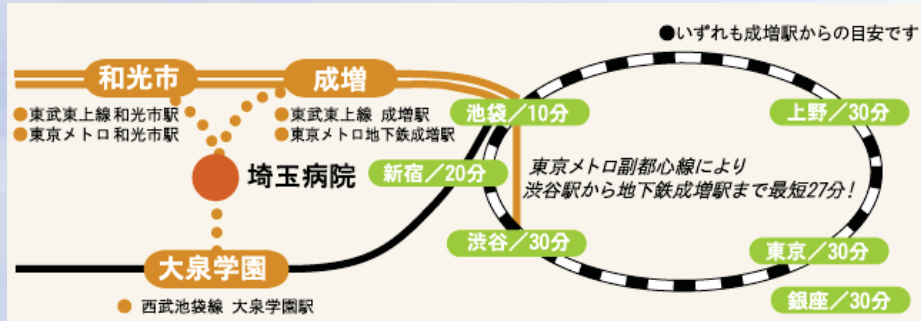 ●いずれも成増駅からの目安です
和光市
成増
●東武東上線和光市駅
●東京メトロ和光市駅
●東武東上線 成増駅
●東京メトロ地下鉄成増駅
池袋/10分
上野/30分
埼玉病院
新宿/20分
東京メトロ副都心線により
渋谷駅から地下鉄成増駅まで最短27分!
渋谷/30分
東京/30分
大泉学園
銀座/30分
● 西武池袋線 大泉学園駅